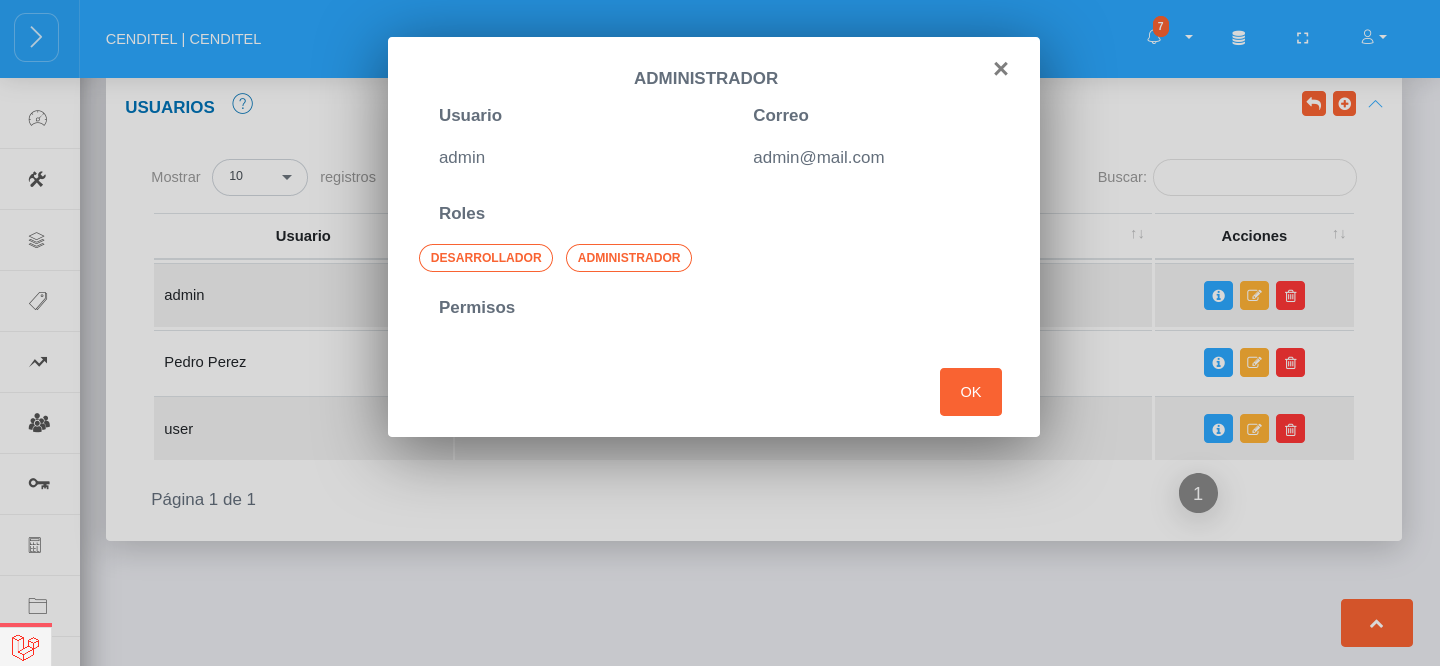 CENDITEL | CENDITEL
7
USUARIOS
?
ADMINISTRADOR
×
Usuario
Correo
admin
admin@mail.com
Roles
DESARROLLADOR
ADMINISTRADOR
Permisos
OK
Mostrar 10 registros
Buscar:
Usuario
Acciones
admin
Pedro Perez
user
Página 1 de 1
1